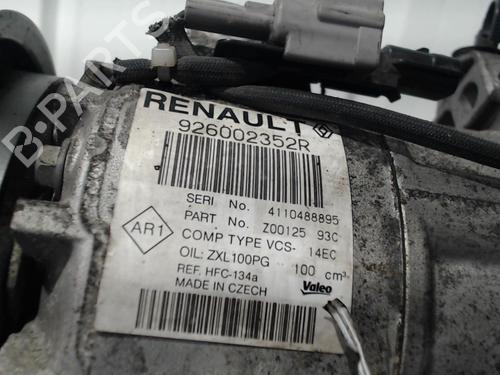 RENAULT
926002352R
SERI No. 4110488895
PART No. Z00125 93C
COMP TYPE VCS- 14EC
OIL: ZXL100PG 100 cm³
REF. HFC-134a
MADE IN CZECH
Valeo
AR1
B-PARTS